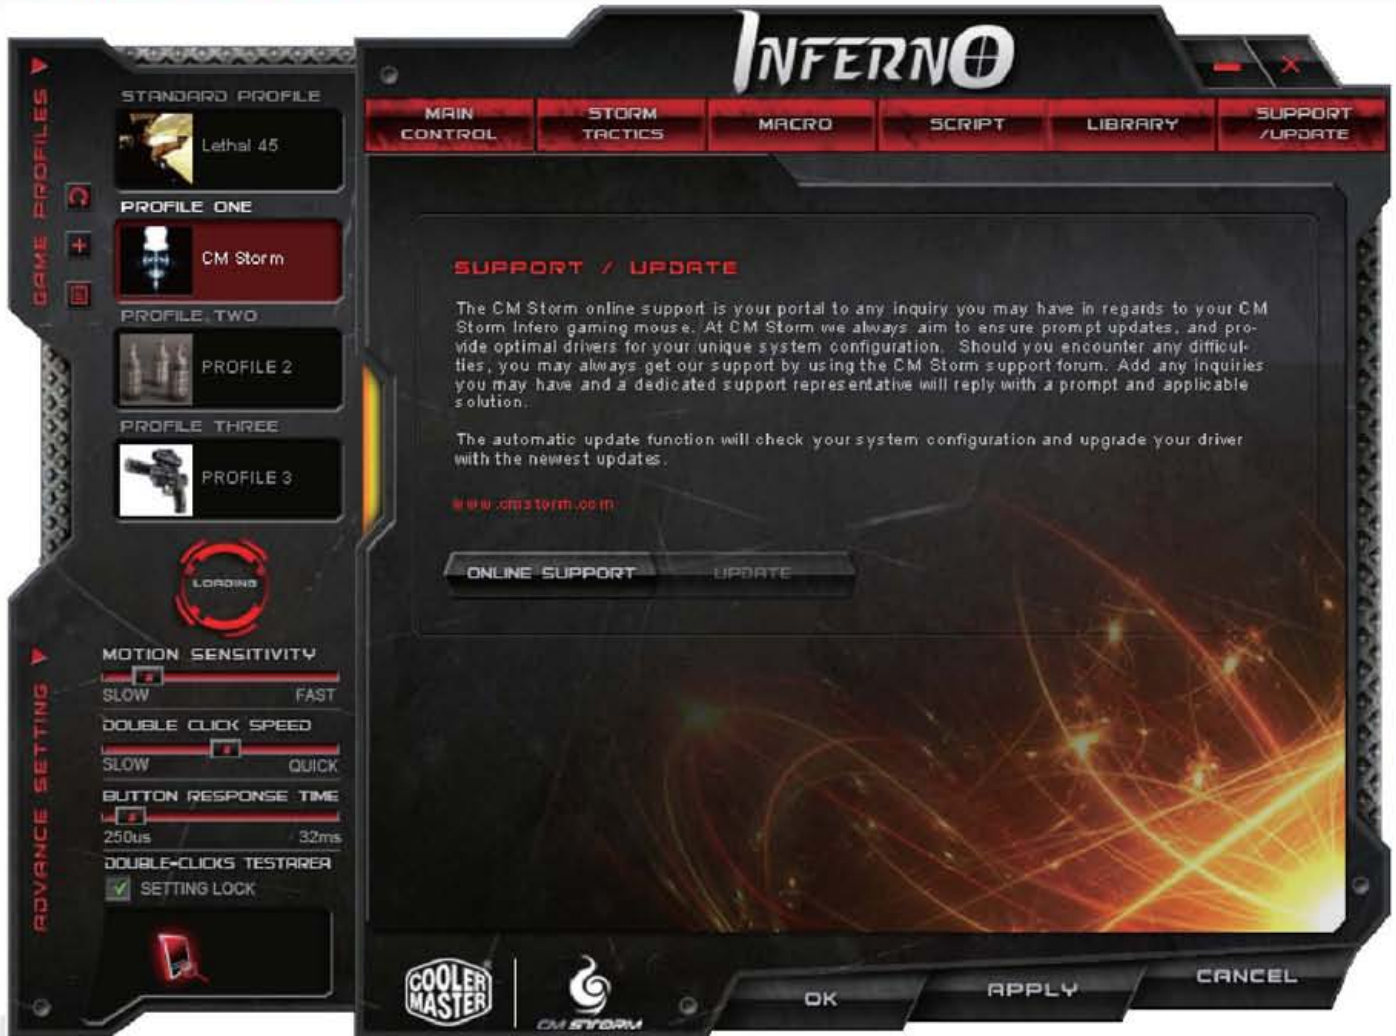 INFERNO
GAME PROFILES
STANDARD PROFILE
Lethal 45
PROFILE ONE
CM Storm
PROFILE TWO
PROFILE 2
PROFILE THREE
PROFILE 3
LOADING
ADVANCE SETTING
MOTION SENSITIVITY
SLOW FAST
DOUBLE CLICK SPEED
SLOW QUICK
BUTTON RESPONSE TIME
250us 32ms
DOUBLE-CLICKS TESTARER
SETTING LOCK
MAIN CONTROL
STORM TACTICS
MACRO
SCRIPT
LIBRARY
SUPPORT /UPDATE
SUPPORT / UPDATE
The CM Storm online support is your portal to any inquiry you may have in regards to your CM
Storm Infero gaming mouse. At CM Storm we always aim to ensure prompt updates, and pro-
vide optimal drivers for your unique system configuration. Should you encounter any difficul-
ties, you may always get our support by using the CM Storm support forum. Add any inquiries
you may have and a dedicated support representative will reply with a prompt and applicable
solution.
The automatic update function will check your system configuration and upgrade your driver
with the newest updates.
www.cmstorm.com
ONLINE SUPPORT
UPDATE
COOLER MASTER
CM STORM
OK
APPLY
CANCEL